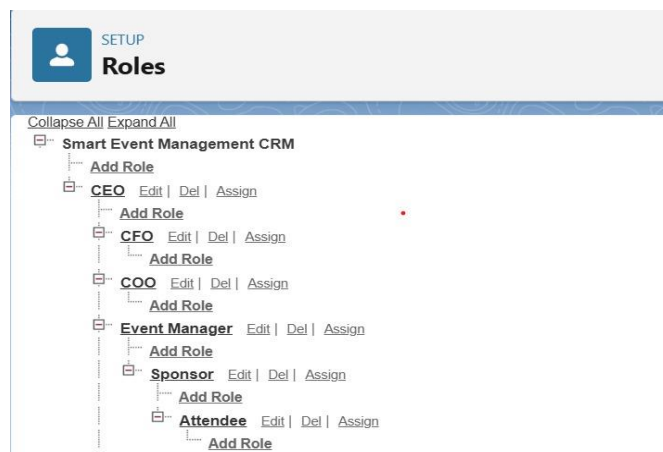 SETUP
Roles
Collapse All Expand All
Smart Event Management CRM
Add Role
CEO Edit | Del | Assign
Add Role
CFO Edit | Del | Assign
Add Role
COO Edit | Del | Assign
Add Role
Event Manager Edit | Del | Assign
Add Role
Sponsor Edit | Del | Assign
Add Role
Attendee Edit | Del | Assign
Add Role